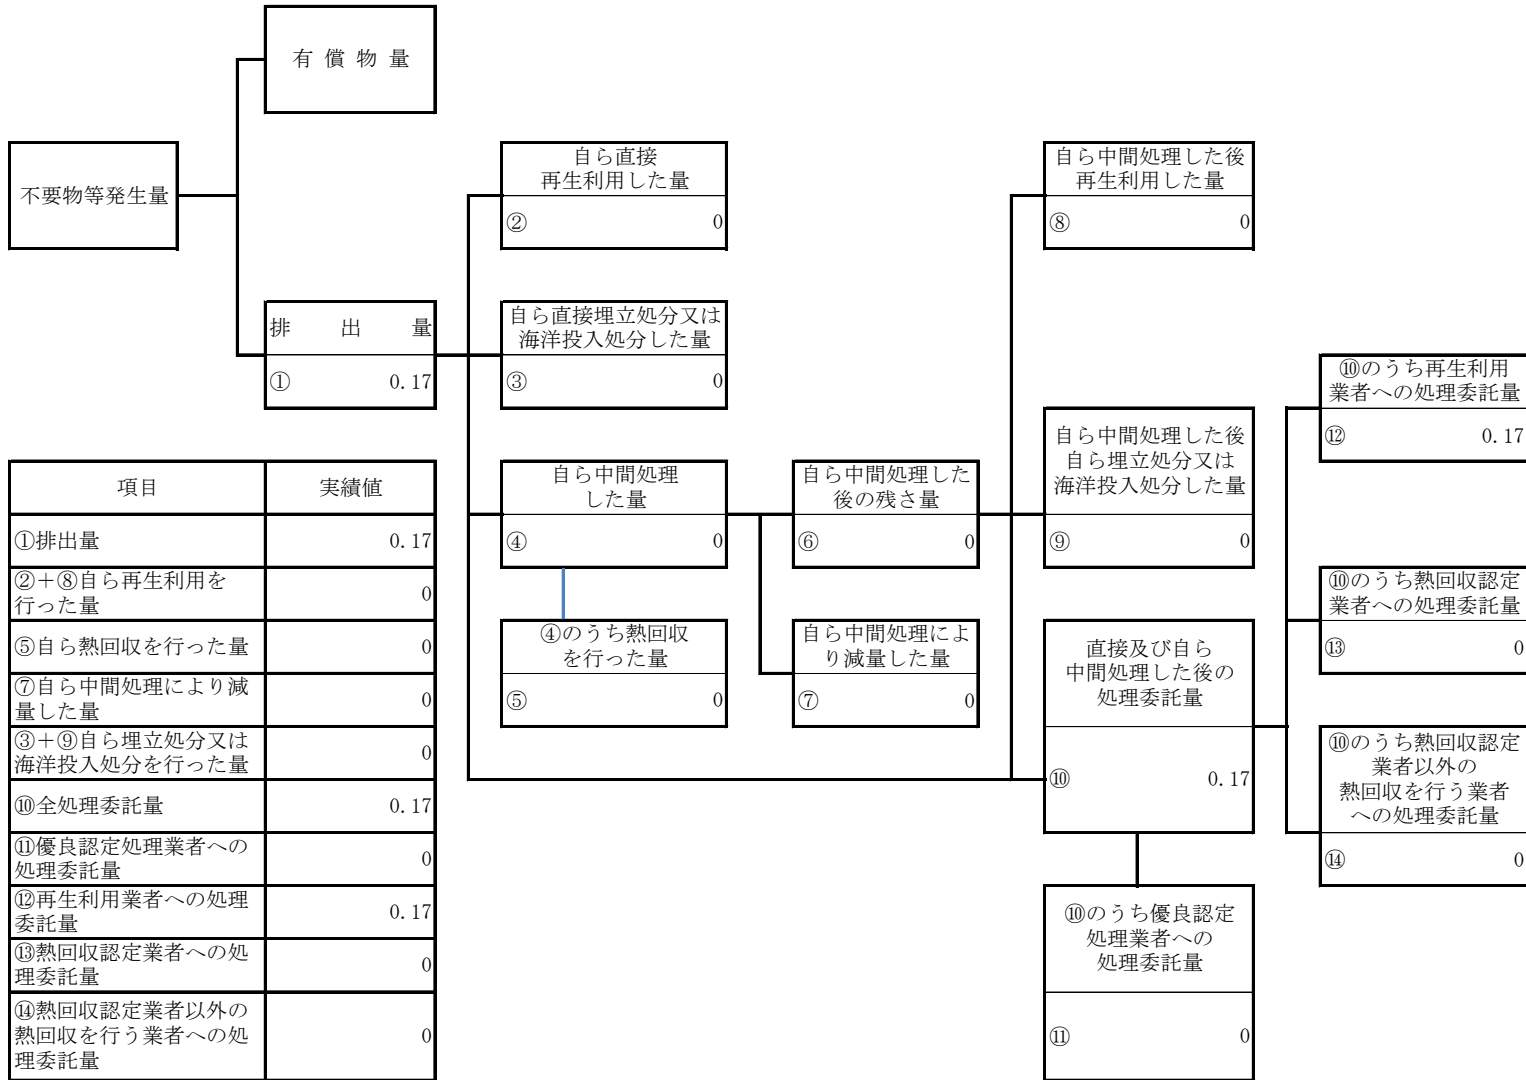 有償物量
不要物等発生量
自ら直接
再生利用した量
② 0
自ら中間処理した後
再生利用した量
⑧ 0
排出量
① 0.17
自ら直接埋立処分又は
海洋投入処分した量
③ 0
⑩のうち再生利用
業者への処理委託量
⑫ 0.17
自ら中間処理した後
自ら埋立処分又は
海洋投入処分した量
⑨ 0
自ら中間処理
した量
④ 0
自ら中間処理した
後の残さ量
⑥ 0
④のうち熱回収
を行った量
⑤ 0
自ら中間処理によ
り減量した量
⑦ 0
直接及び自ら
中間処理した後の
処理委託量
⑩ 0.17
⑩のうち熱回収認定
業者への処理委託量
⑬ 0
⑩のうち熱回収認定
業者以外の
熱回収を行う業者
への処理委託量
⑭ 0
⑩のうち優良認定
処理業者への
処理委託量
⑪ 0
項目 実績値
①排出量 0.17
②+⑧自ら再生利用を
行った量 0
⑤自ら熱回収を行った量 0
⑦自ら中間処理により減
量した量 0
③+⑨自ら埋立処分又は
海洋投入処分を行った量 0
⑩全処理委託量 0.17
⑪優良認定処理業者への
処理委託量 0
⑫再生利用業者への処理
委託量 0.17
⑬熱回収認定業者への処
理委託量 0
⑭熱回収認定業者以外の
熱回収を行う業者への処
理委託量 0